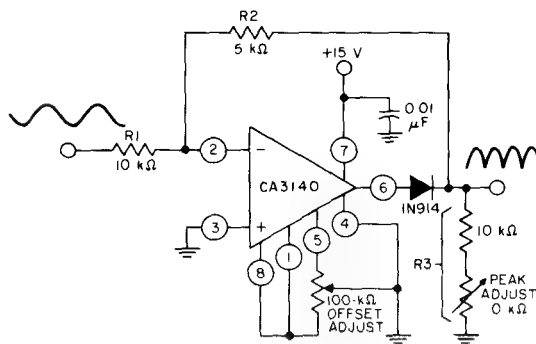 R2
5 kΩ
+15 V
0.01
μF
R1
10 kΩ
2
−
7
CA3140
6
1N914
3
+
5
4
8
1
10 kΩ
R3
100-kΩ
OFFSET
ADJUST
PEAK
ADJUST
0 kΩ